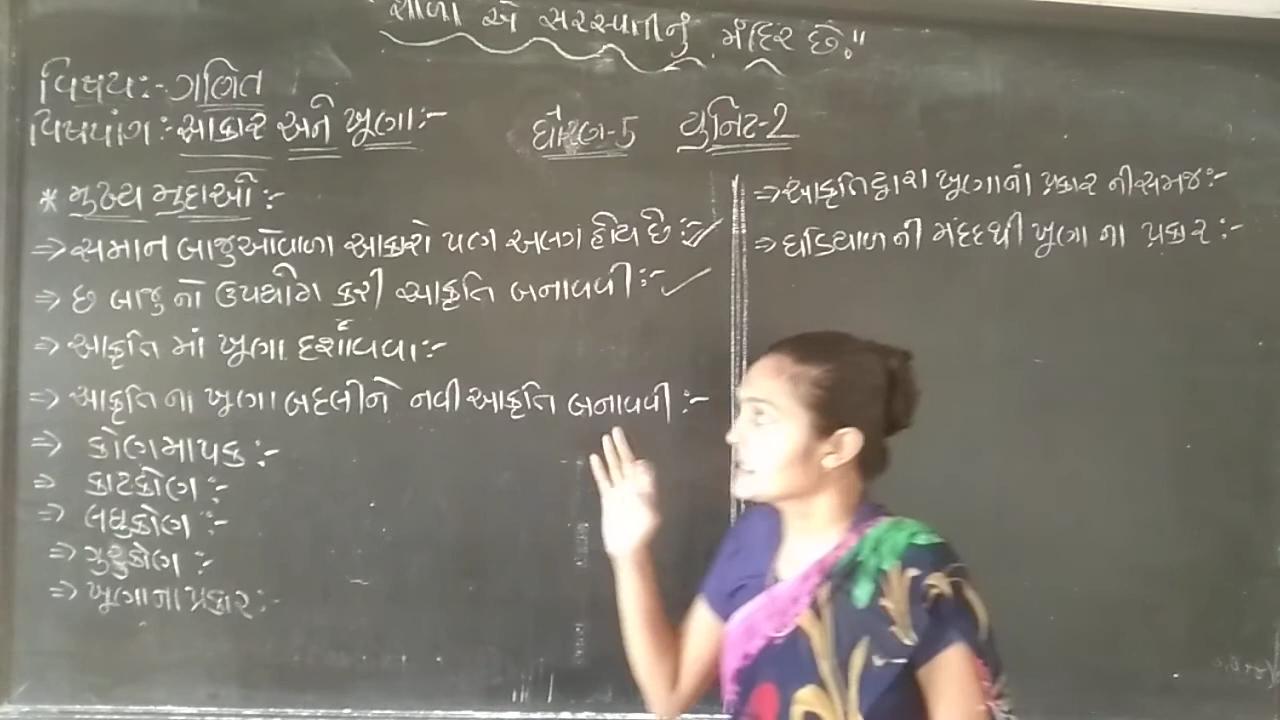 શાળા એ સરસ્વતીનું મંદિર છે."
વિષય:- ગણિત
વિષયાંગ:- આકાર અને ખૂણા:-
ધોરણ-5 યુનિટ-2
* મુખ્ય મુદાઓ:-
⇒ સમાન બાજુઓવાળા આકારો પણ અલગ હોય છે:- ✓
⇒ છ બાજુ નો ઉપયોગ કરી આકૃતિ બનાવવી:- ✓
⇒ આકૃતિ માં ખૂણા દર્શાવવા:-
⇒ આકૃતિ ના ખૂણા બદલીને નવી આકૃતિ બનાવવી:-
⇒ કોણમાપક:-
⇒ કાટકોણ:-
⇒ લઘુકોણ:-
⇒ ગુરુકોણ:-
⇒ ખૂણાના પ્રકાર:-
⇒ આકૃતિ દ્વારા ખૂણાનાં પ્રકાર ની સમજ:-
⇒ ઘડિયાળ ની મદદથી ખૂણા ના પ્રકાર:-